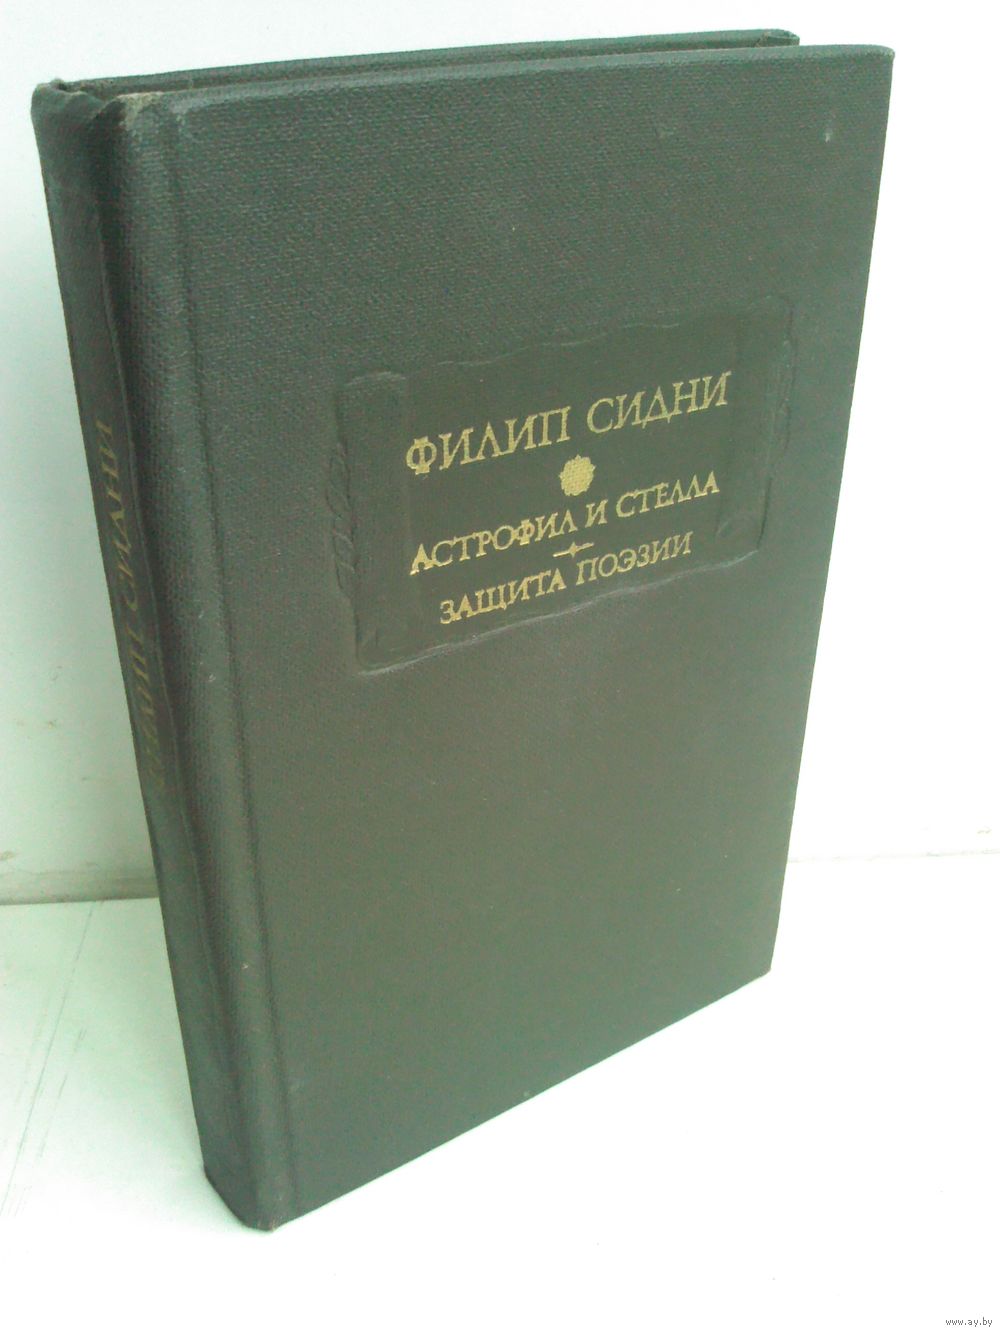 ФИЛИП СИДНИ
АСТРОФИЛ И СТЕЛЛА
ЗАЩИТА ПОЭЗИИ
ФИЛИП СИДНИ
www.ay.by